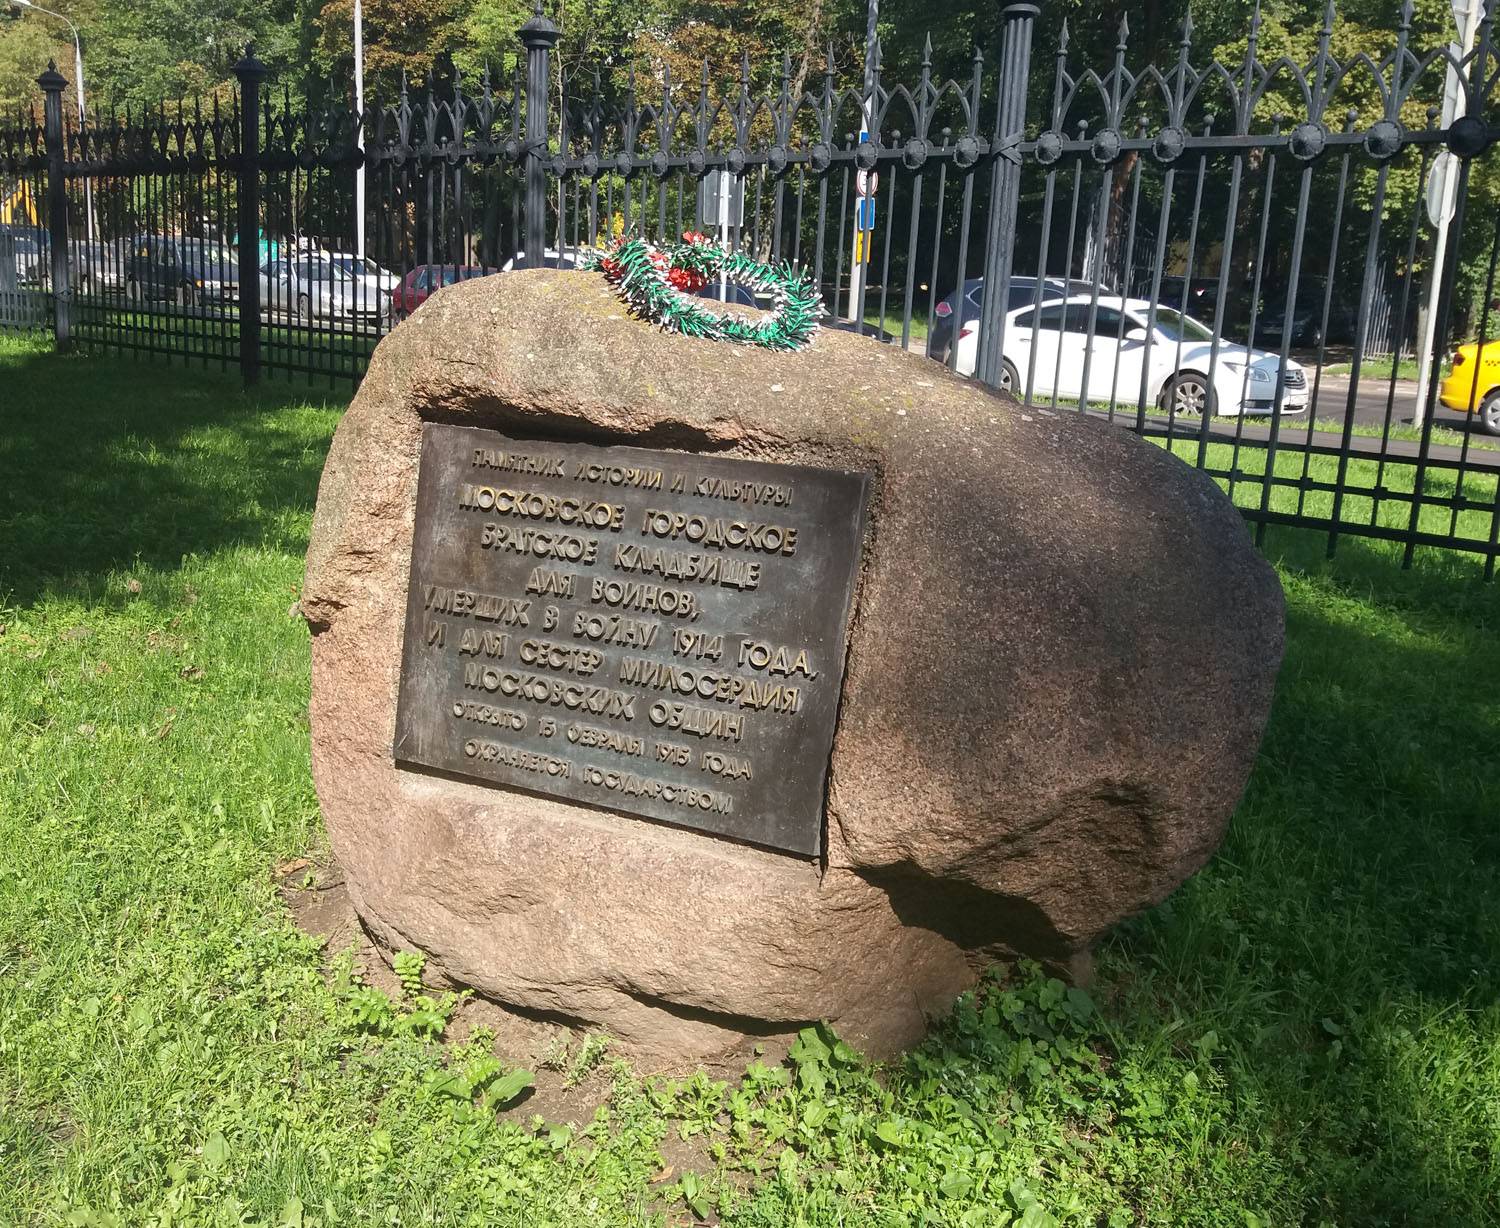 ПАМЯТНИК ИСТОРИИ И КУЛЬТУРЫ
МОСКОВСКОЕ ГОРОДСКОЕ
БРАТСКОЕ КЛАДБИЩЕ
ДЛЯ ВОИНОВ,
УМЕРШИХ В ВОЙНУ 1914 ГОДА,
И ДЛЯ СЕСТЕР МИЛОСЕРДИЯ
МОСКОВСКИХ ОБЩИН
ОТКРЫТО 15 ФЕВРАЛЯ 1915 ГОДА
ОХРАНЯЕТСЯ ГОСУДАРСТВОМ